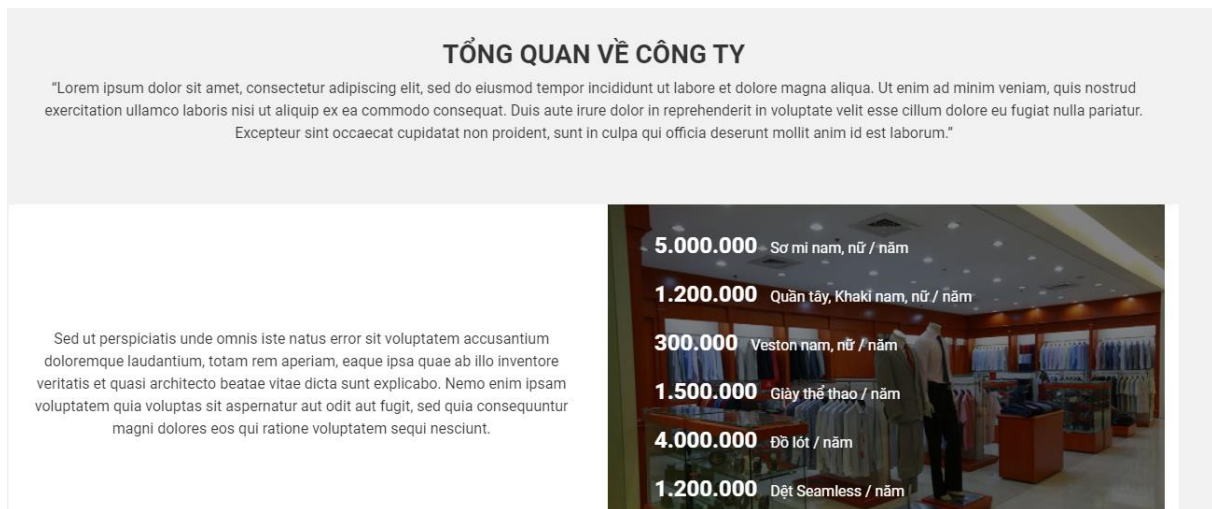 TỔNG QUAN VỀ CÔNG TY
“Lorem ipsum dolor sit amet, consectetur adipiscing elit, sed do eiusmod tempor incididunt ut labore et dolore magna aliqua. Ut enim ad minim veniam, quis nostrud
exercitation ullamco laboris nisi ut aliquip ex ea commodo consequat. Duis aute irure dolor in reprehenderit in voluptate velit esse cillum dolore eu fugiat nulla pariatur.
Excepteur sint occaecat cupidatat non proident, sunt in culpa qui officia deserunt mollit anim id est laborum.”
Sed ut perspiciatis unde omnis iste natus error sit voluptatem accusantium
doloremque laudantium, totam rem aperiam, eaque ipsa quae ab illo inventore
veritatis et quasi architecto beatae vitae dicta sunt explicabo. Nemo enim ipsam
voluptatem quia voluptas sit aspernatur aut odit aut fugit, sed quia consequuntur
magni dolores eos qui ratione voluptatem sequi nesciunt.
5.000.000 Sơ mi nam, nữ / năm
1.200.000 Quần tây, Khaki nam, nữ / năm
300.000 Veston nam, nữ / năm
1.500.000 Giày thể thao / năm
4.000.000 Đồ lót / năm
1.200.000 Dệt Seamless / năm